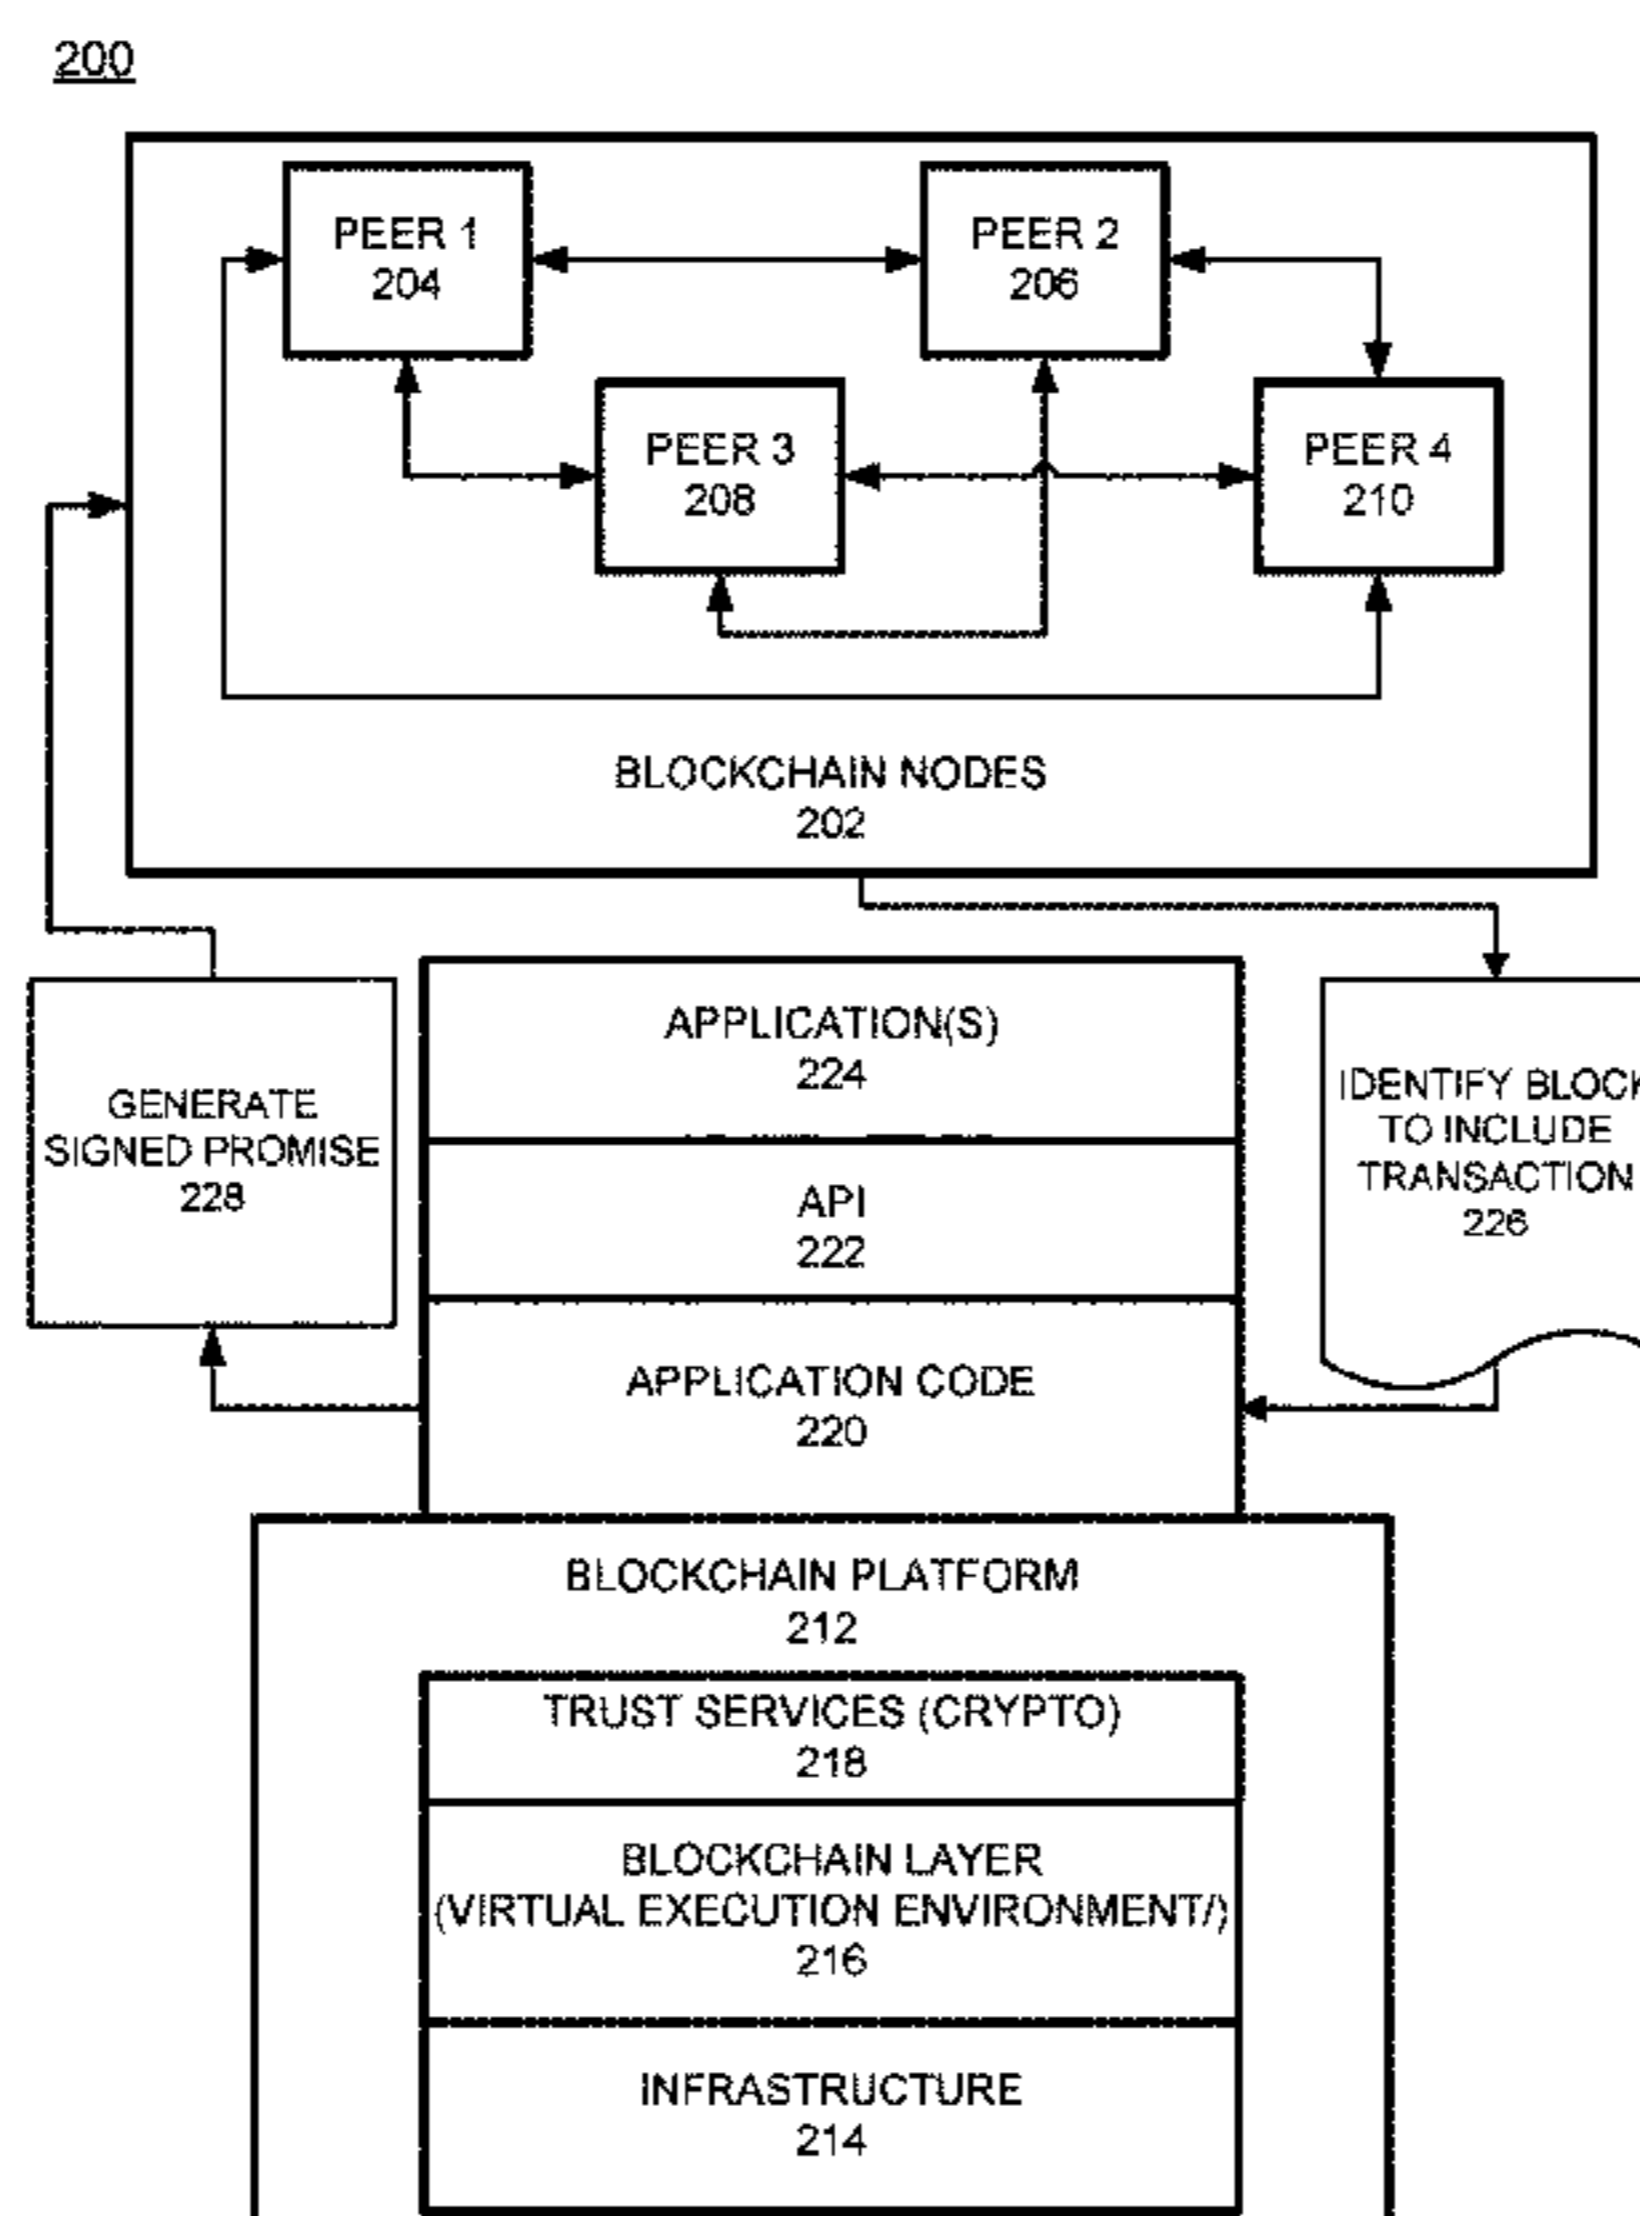 200
PEER 1
204
PEER 2
206
PEER 3
208
PEER 4
210
BLOCKCHAIN NODES
202
GENERATE
SIGNED PROMISE
228
APPLICATION(S)
224
API
222
APPLICATION CODE
220
IDENTIFY BLOCK
TO INCLUDE
TRANSACTION
226
BLOCKCHAIN PLATFORM
212
TRUST SERVICES (CRYPTO)
218
BLOCKCHAIN LAYER
(VIRTUAL EXECUTION ENVIRONMENT/)
216
INFRASTRUCTURE
214